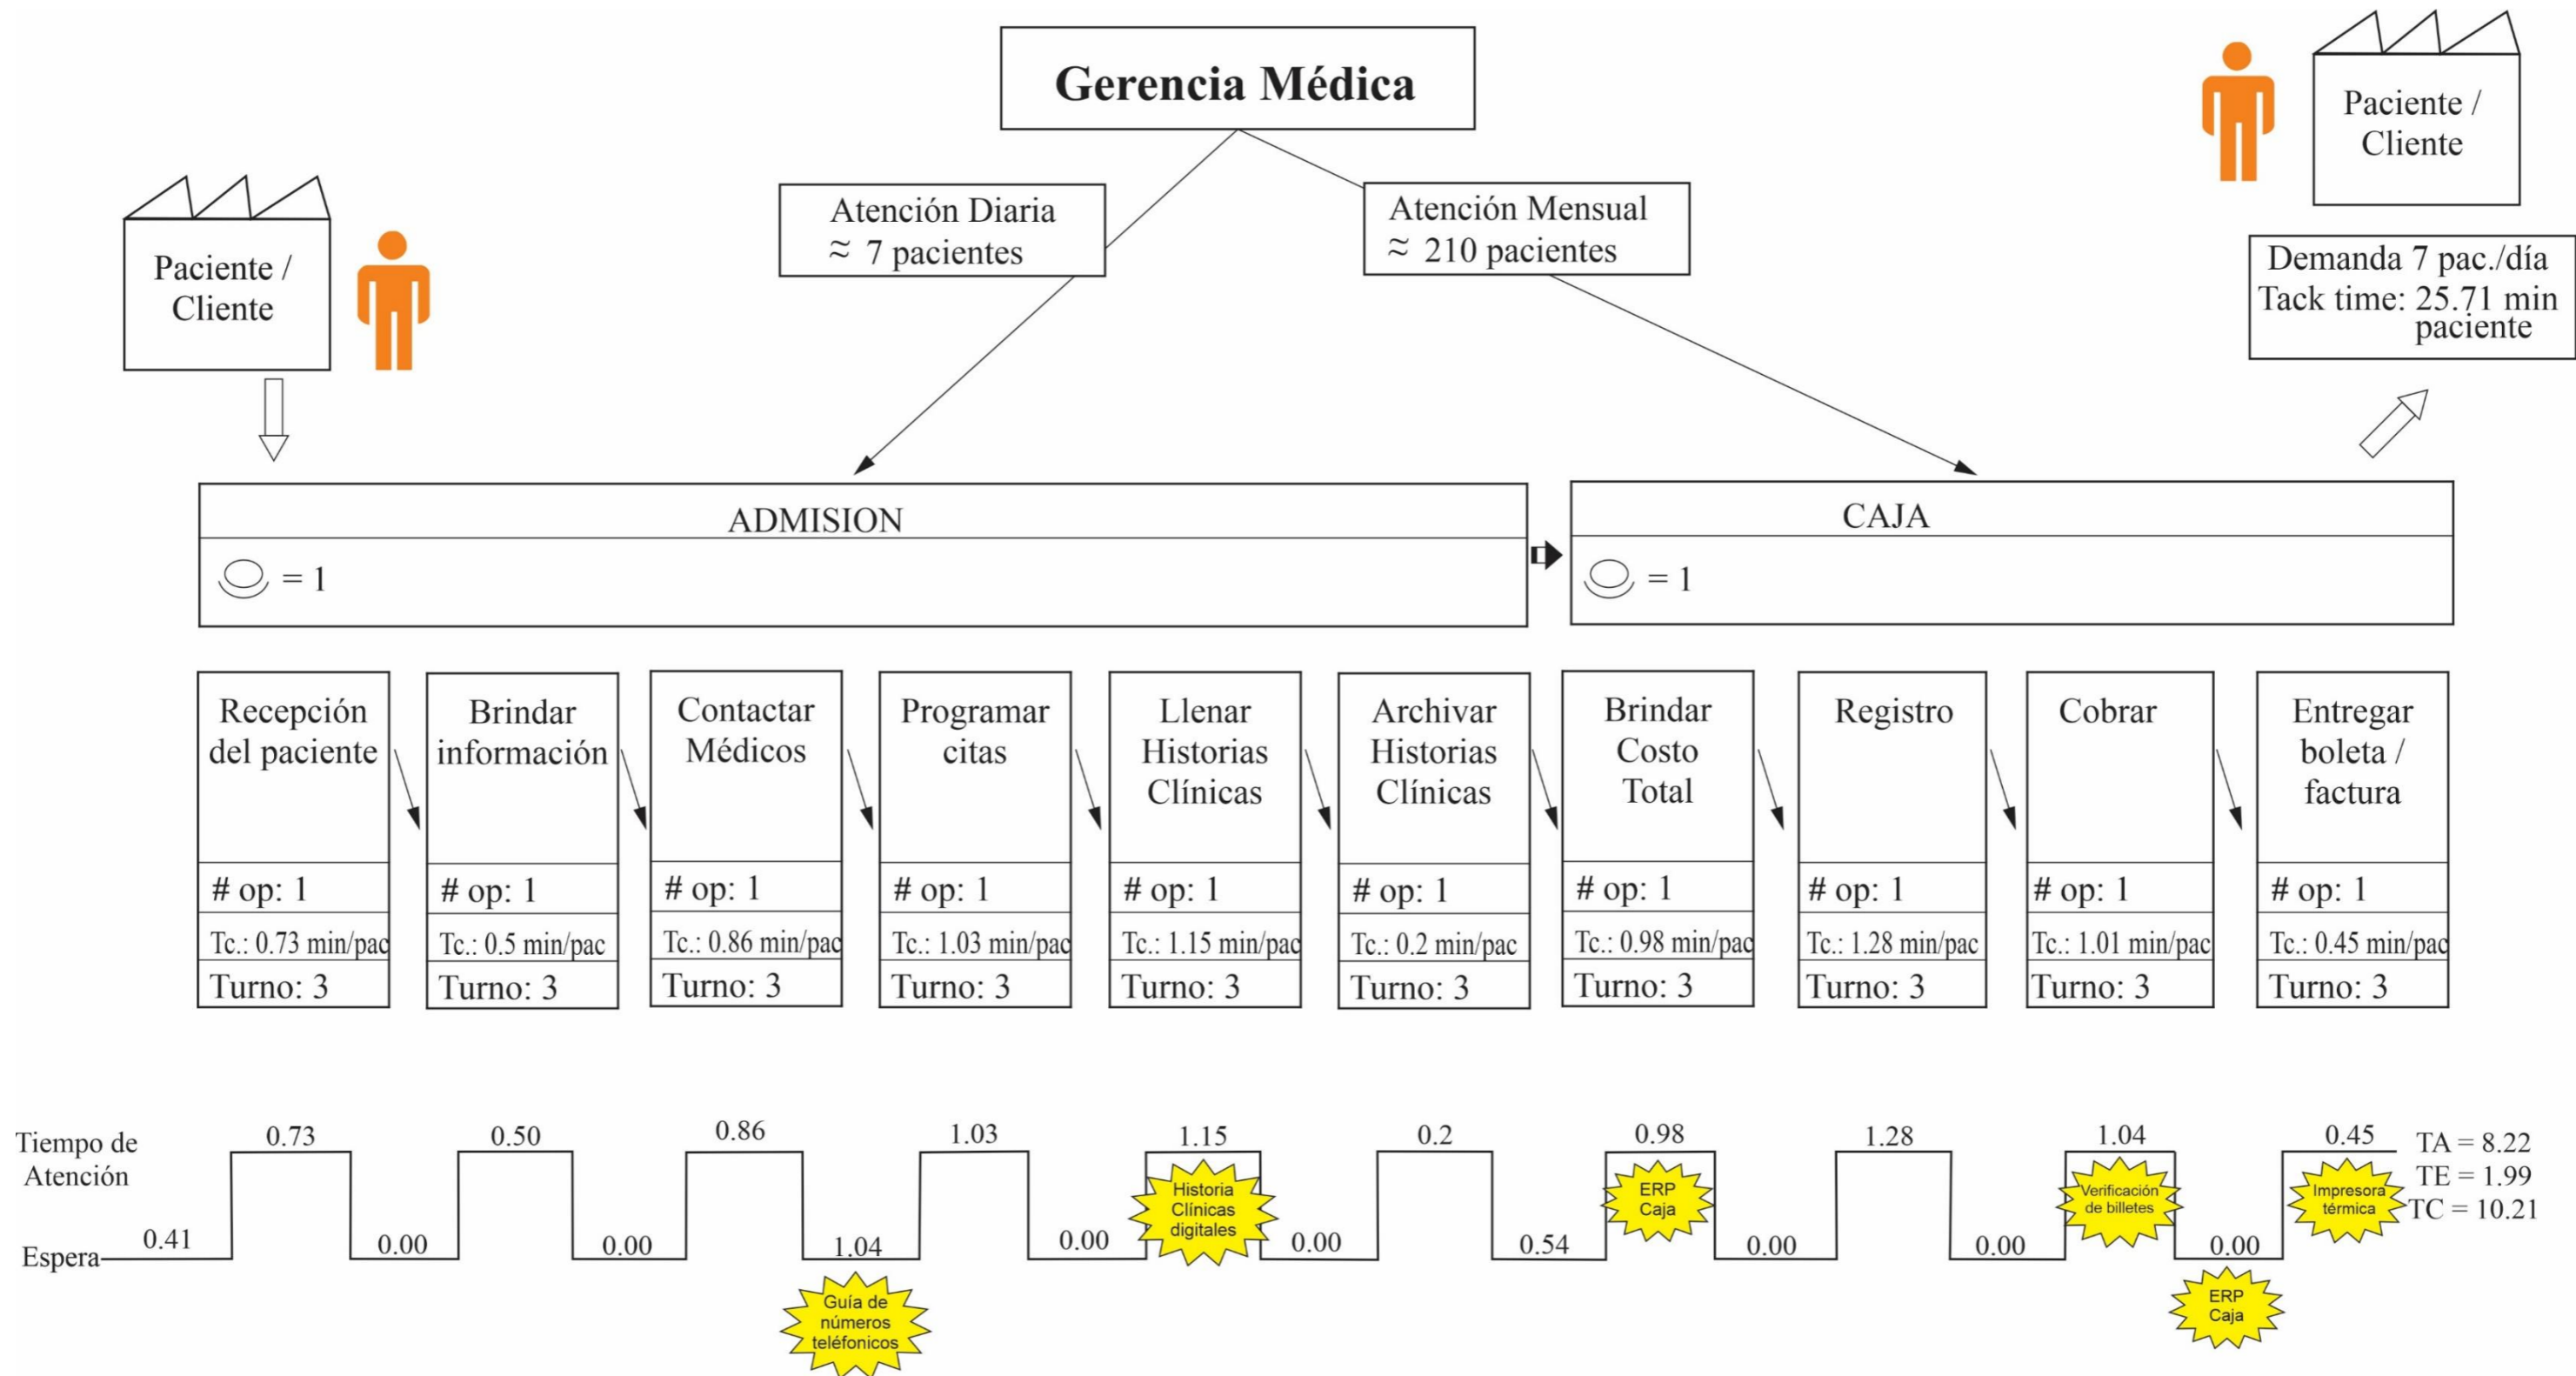 Gerencia Médica
Paciente /
Cliente
Atención Diaria
≈ 7 pacientes
Atención Mensual
≈ 210 pacientes
Paciente /
Cliente
Demanda 7 pac./día
Tack time: 25.71 min
paciente
ADMISION
= 1
CAJA
= 1
Recepción
del paciente
# op: 1
Tc.: 0.73 min/pac
Turno: 3
Brindar
información
# op: 1
Tc.: 0.5 min/pac
Turno: 3
Contactar
Médicos
# op: 1
Tc.: 0.86 min/pac
Turno: 3
Programar
citas
# op: 1
Tc.: 1.03 min/pac
Turno: 3
Llenar
Historias
Clínicas
# op: 1
Tc.: 1.15 min/pac
Turno: 3
Archivar
Historias
Clínicas
# op: 1
Tc.: 0.2 min/pac
Turno: 3
Brindar
Costo
Total
# op: 1
Tc.: 0.98 min/pac
Turno: 3
Registro
# op: 1
Tc.: 1.28 min/pac
Turno: 3
Cobrar
# op: 1
Tc.: 1.01 min/pac
Turno: 3
Entregar
boleta /
factura
# op: 1
Tc.: 0.45 min/pac
Turno: 3
Tiempo de
Atención
Espera
0.41
0.73
0.00
0.50
0.00
0.86
1.04
Guía de
números
teléfonicos
1.03
0.00
1.15
Historia
Clínicas
digitales
0.00
0.2
0.54
0.98
ERP
Caja
0.00
1.28
0.00
1.04
Verificación
de billetes
0.00
ERP
Caja
0.45
Impresora
térmica
TA = 8.22
TE = 1.99
TC = 10.21